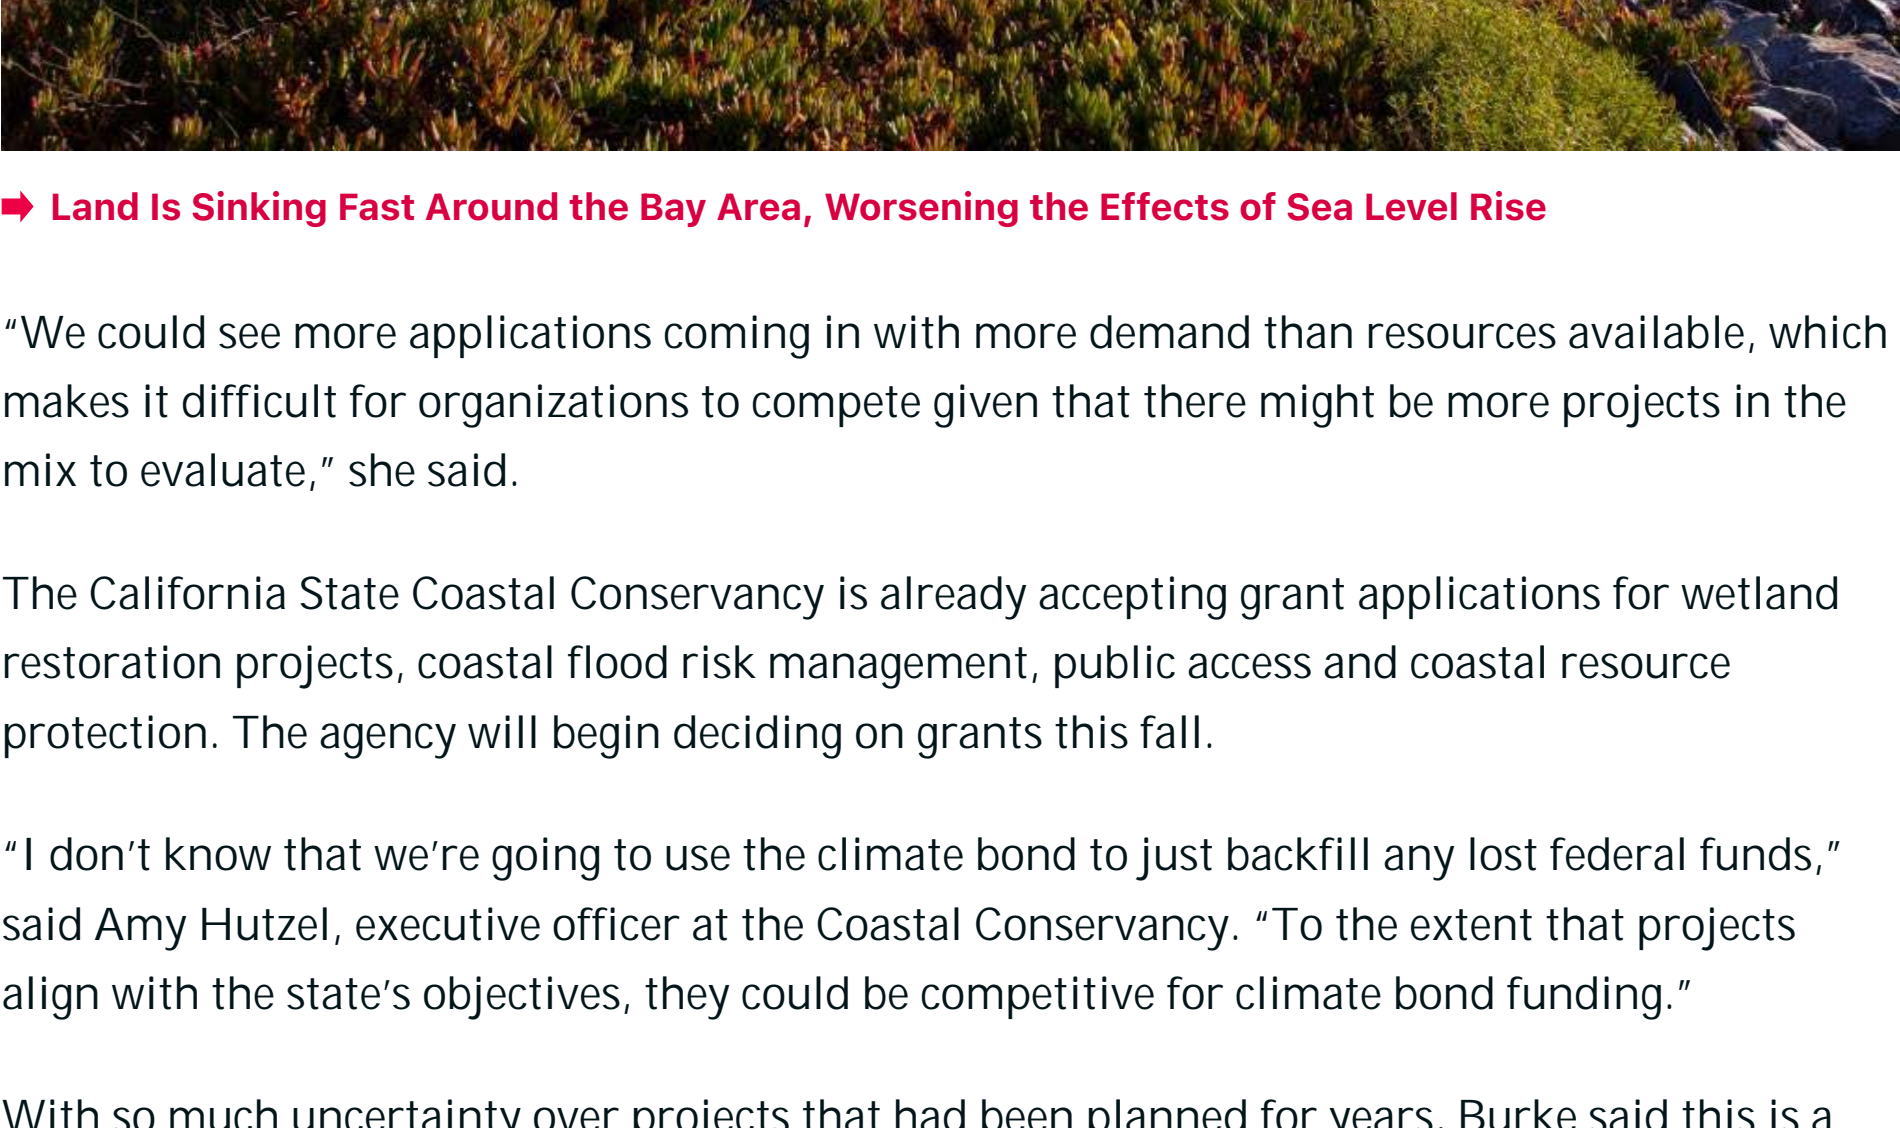 ➡ Land Is Sinking Fast Around the Bay Area, Worsening the Effects of Sea Level Rise
“We could see more applications coming in with more demand than resources available, which
makes it difficult for organizations to compete given that there might be more projects in the
mix to evaluate,” she said.
The California State Coastal Conservancy is already accepting grant applications for wetland
restoration projects, coastal flood risk management, public access and coastal resource
protection. The agency will begin deciding on grants this fall.
“I don’t know that we’re going to use the climate bond to just backfill any lost federal funds,”
said Amy Hutzel, executive officer at the Coastal Conservancy. “To the extent that projects
align with the state’s objectives, they could be competitive for climate bond funding.”
With so much uncertainty over projects that had been planned for years, Burke said this is a